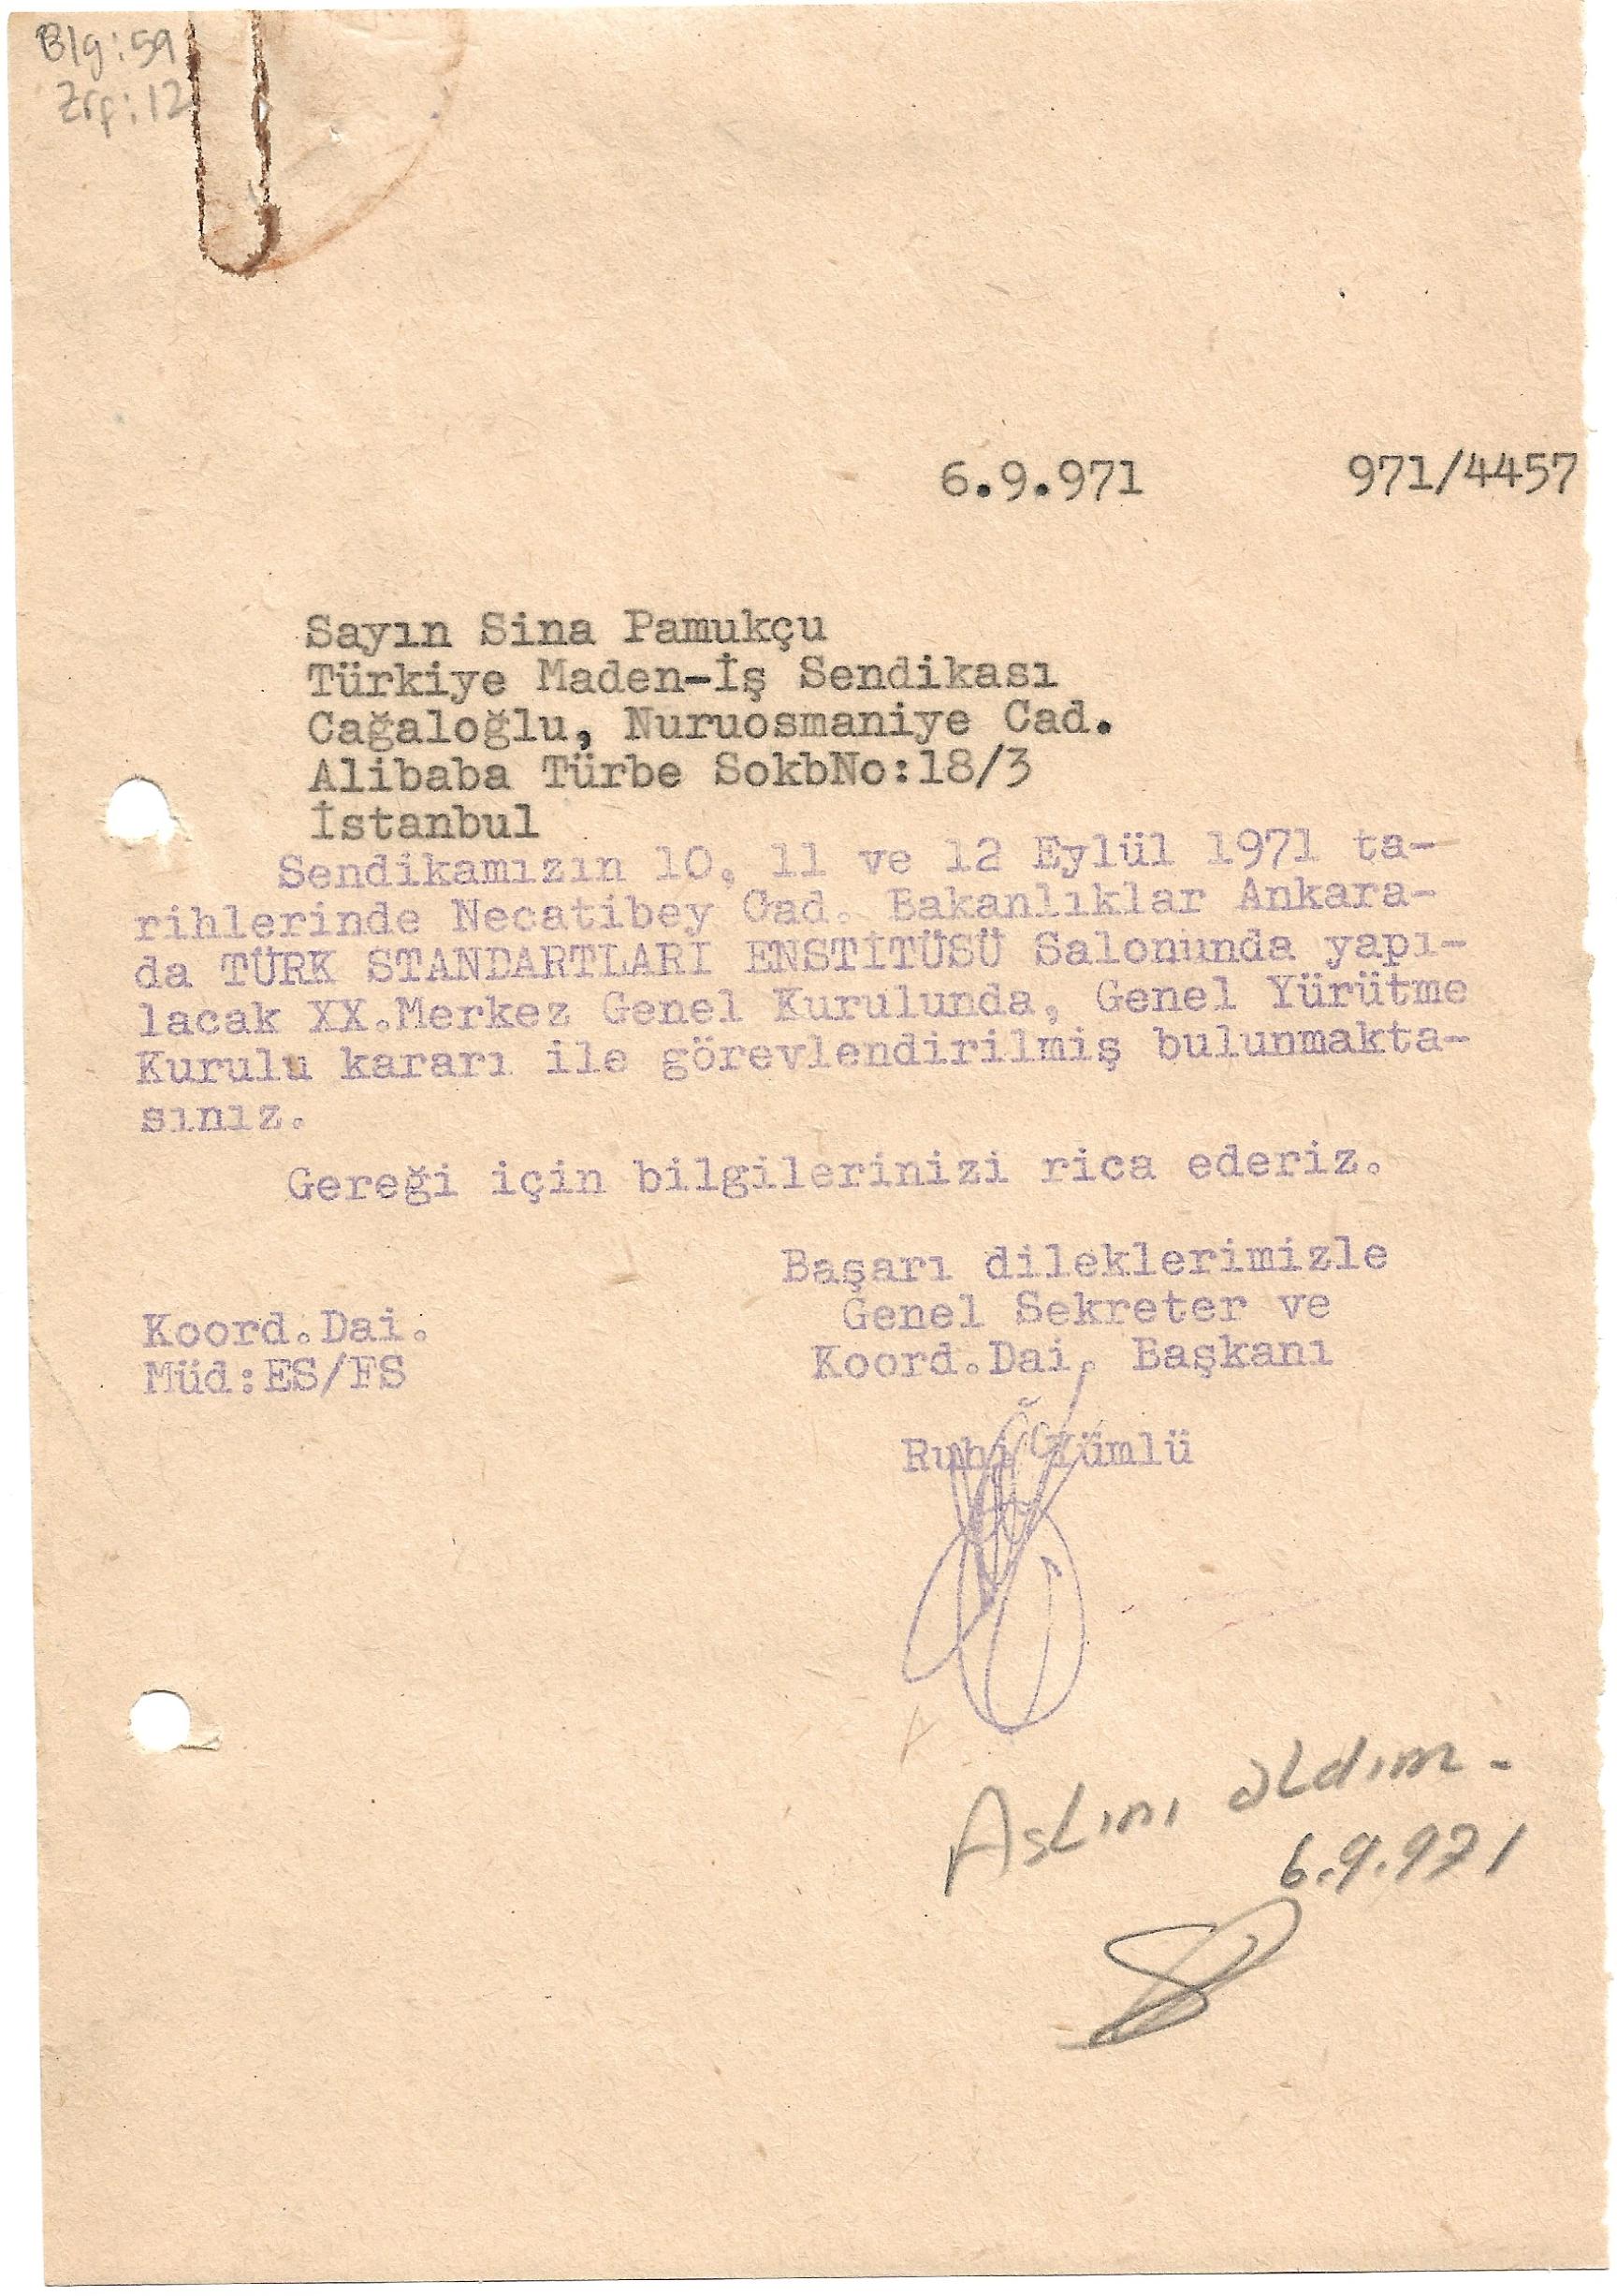 Blg:59
Zrf:12
6.9.971 971/4457
Sayın Sina Pamukçu
Türkiye Maden-İş Sendikası
Cağaloğlu, Nuruosmaniye Cad.
Alibaba Türbe SokbNo:18/3
İstanbul
Sendikamızın 10, 11 ve 12 Eylül 1971 ta-
rihlerinde Necatibey Cad. Bakanlıklar Ankara-
da TÜRK STANDARTLARI ENSTİTÜSÜ Salonunda yapı-
lacak XX.Merkez Genel Kurulunda, Genel Yürütme
Kurulu kararı ile görevlendirilmiş bulunmakta-
sınız.
Gereği için bilgilerinizi rica ederiz.
Başarı dileklerimizle
Genel Sekreter ve
Koord.Dai. Başkanı
Koord.Dai.
Müd:ES/FS
Ruhi Yümlü
Aslını aldım.
6.9.971